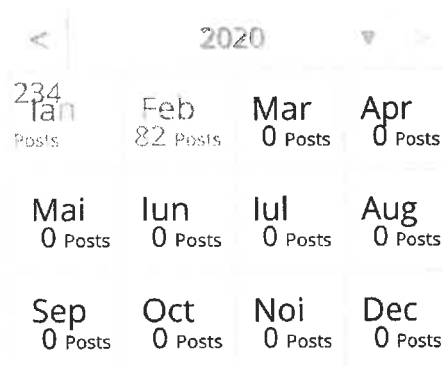 < 2020 ▼ >
234
Ian Feb Mar Apr
Posts 82 Posts 0 Posts 0 Posts
Mai Iun Iul Aug
0 Posts 0 Posts 0 Posts 0 Posts
Sep Oct Noi Dec
0 Posts 0 Posts 0 Posts 0 Posts